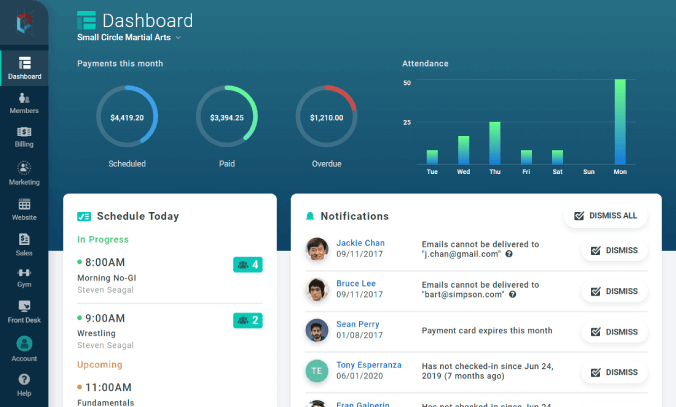 Dashboard
Small Circle Martial Arts
Dashboard
Members
Billing
Marketing
Website
Sales
Gym
Front Desk
Account
Help
Payments this month
$4,419.20
Scheduled
$3,394.25
Paid
$1,210.00
Overdue
Attendance
50
25
Tue Wed Thu Fri Sat Sun Mon
Schedule Today
In Progress
8:00AM
4
Morning No-GI
Steven Seagal
9:00AM
2
Wrestling
Steven Seagal
Upcoming
11:00AM
Fundamentals
Notifications
DISMISS ALL
Jackie Chan
09/11/2017
Emails cannot be delivered to
"j.chan@gmail.com" ?
DISMISS
Bruce Lee
09/11/2017
Emails cannot be delivered to
"bart@simpson.com" ?
DISMISS
Sean Perry
01/08/2017
Payment card expires this month
DISMISS
TE
Tony Esperranza
06/01/2020
Has not checked-in since Jun 24,
2019 (7 months ago)
DISMISS
Fran Galperin
Has not checked-in since Jun 24,